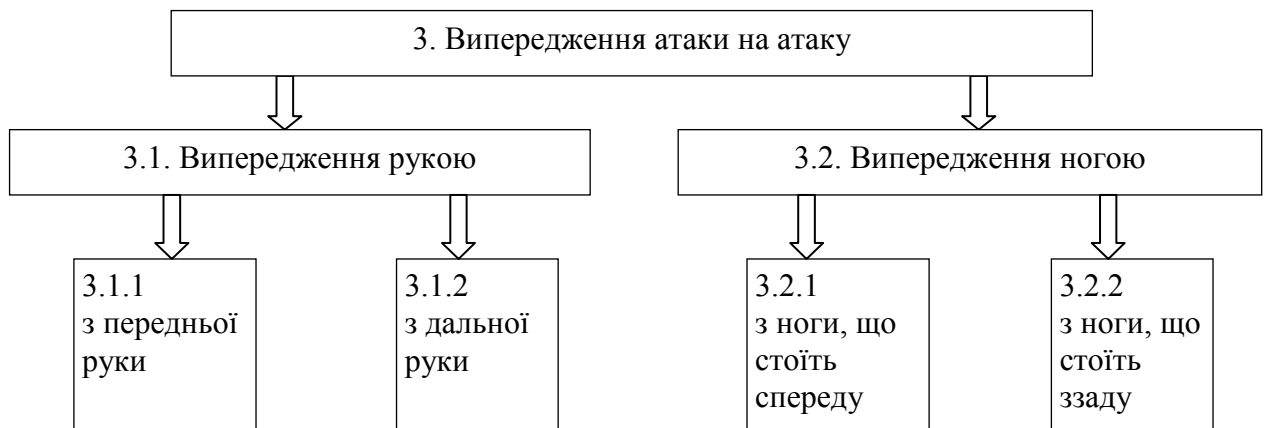 3. Випередження атаки на атаку
3.1. Випередження рукою
3.2. Випередження ногою
3.1.1
з передньої
руки
3.1.2
з дальної
руки
3.2.1
з ноги, що
стоїть
спереду
3.2.2
з ноги, що
стоїть
ззаду